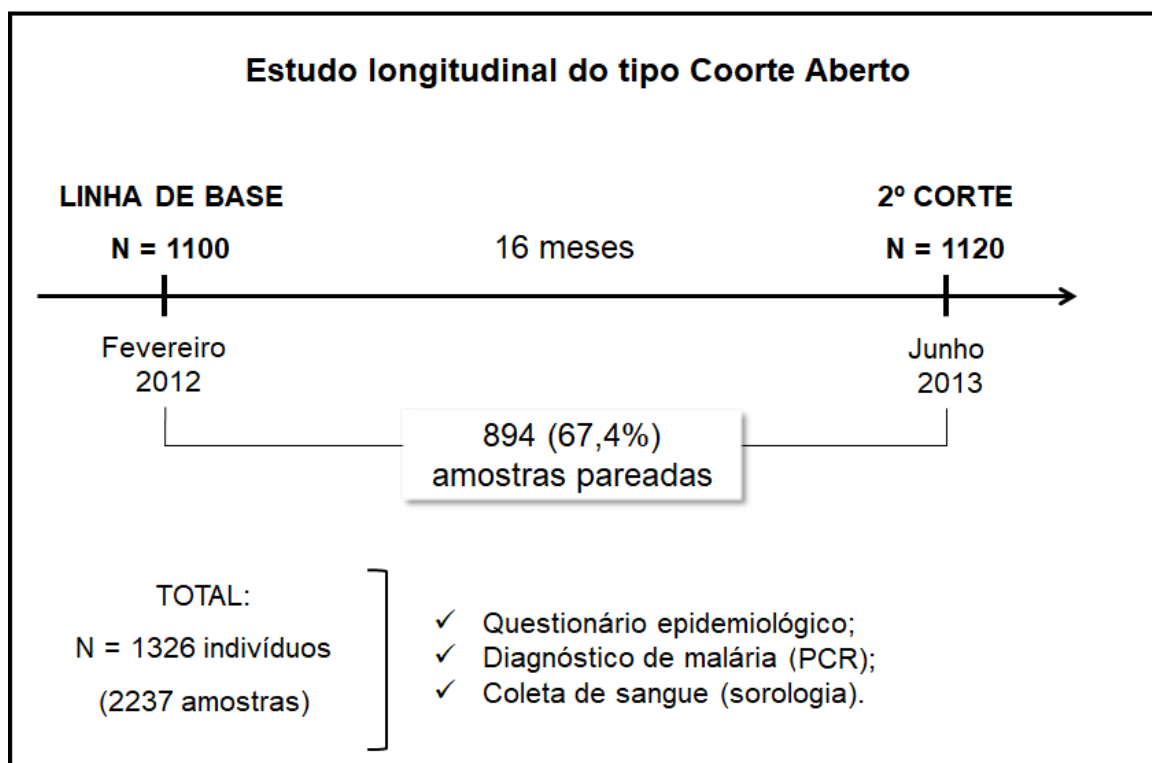 Estudo longitudinal do tipo Coorte Aberto
LINHA DE BASE
N = 1100
16 meses
2º CORTE
N = 1120
Fevereiro
2012
Junho
2013
894 (67,4%)
amostras pareadas
TOTAL:
N = 1326 indivíduos
(2237 amostras)
✓ Questionário epidemiológico;
✓ Diagnóstico de malária (PCR);
✓ Coleta de sangue (sorologia).